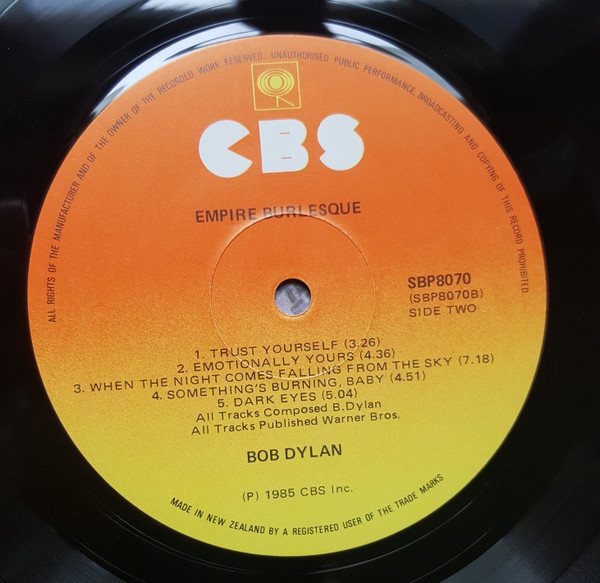 ALL RIGHTS OF THE MANUFACTURER AND OF THE OWNER OF THE RECORDED WORK RESERVED. UNAUTHORISED PUBLIC PERFORMANCE, BROADCASTING AND COPYING OF THIS RECORD PROHIBITED
CBS
EMPIRE BURLESQUE
SBP8070
(SBP8070B)
SIDE TWO
1. TRUST YOURSELF (3.26)
2. EMOTIONALLY YOURS (4.36)
3. WHEN THE NIGHT COMES FALLING FROM THE SKY (7.18)
4. SOMETHING'S BURNING, BABY (4.51)
5. DARK EYES (5.04)
All Tracks Composed B.Dylan
All Tracks Published Warner Bros.
BOB DYLAN
(P) 1985 CBS Inc.
MADE IN NEW ZEALAND BY A REGISTERED USER OF THE TRADE MARKS